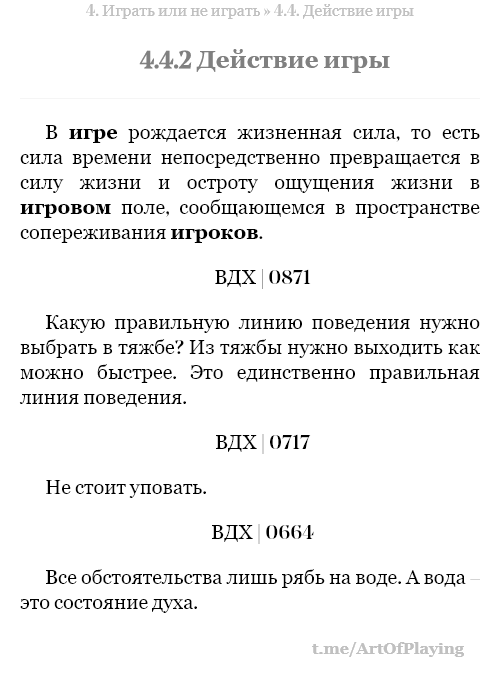 4. Играть или не играть » 4.4. Действие игры
4.4.2 Действие игры
В игре рождается жизненная сила, то есть
сила времени непосредственно превращается в
силу жизни и остроту ощущения жизни в
игровом поле, сообщающемся в пространстве
сопереживания игроков.
ВДХ | 0871
Какую правильную линию поведения нужно
выбрать в тяжбе? Из тяжбы нужно выходить как
можно быстрее. Это единственно правильная
линия поведения.
ВДХ | 0717
Не стоит уповать.
ВДХ | 0664
Все обстоятельства лишь рябь на воде. А вода –
это состояние духа.
t.me/ArtOfPlaying